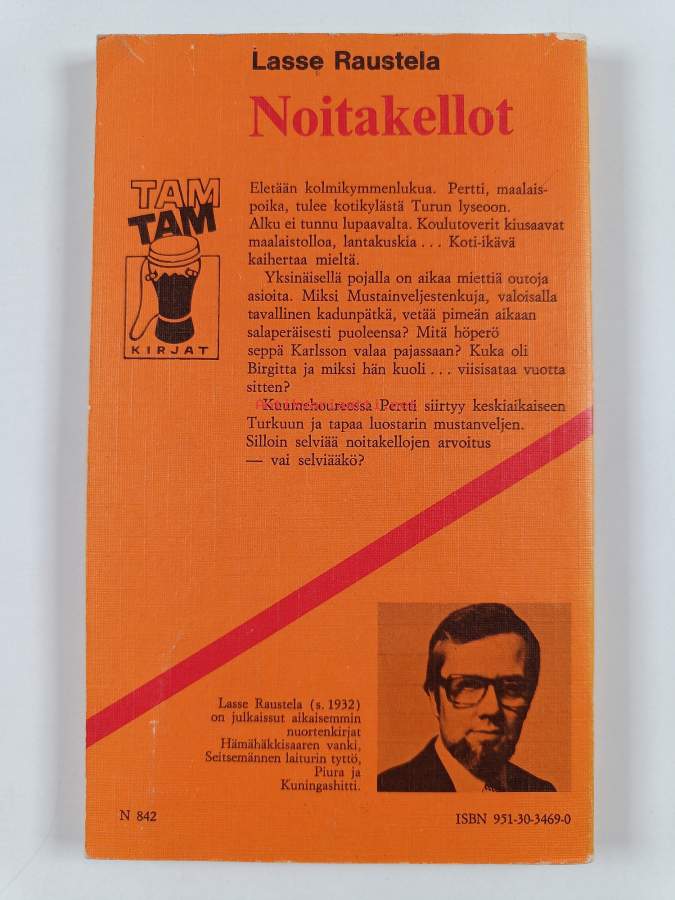 Lasse Raustela
Noitakellot
TAM
TAM
KIRJAT
Eletään kolmikymmenlukua. Pertti, maalais-
poika, tulee kotikylästä Turun lyseoon.
Alku ei tunnu lupaavalta. Koulutoverit kiusaavat
maalaistolloa, lantakuskia . . . Koti-ikävä
kaihertaa mieltä.
Yksinäisellä pojalla on aikaa miettiä outoja
asioita. Miksi Mustainveljestenkuja, valoisalla
tavallinen kadunpätkä, vetää pimeän aikaan
salaperäisesti puoleensa? Mitä höperö
seppä Karlsson valaa pajassaan? Kuka oli
Birgitta ja miksi hän kuoli . . . viisisataa vuotta
sitten?
Kuumehoureessa Pertti siirtyy keskiaikaiseen
Turkuun ja tapaa luostarin mustanveljen.
Silloin selviää noitakellojen arvoitus
— vai selviääkö?
Lasse Raustela (s. 1932)
on julkaissut aikaisemmin
nuortenkirjat
Hämähäkkisaaren vanki,
Seitsemännen laiturin tyttö,
Piura ja
Kuningashitti.
N 842
ISBN 951-30-3469-0